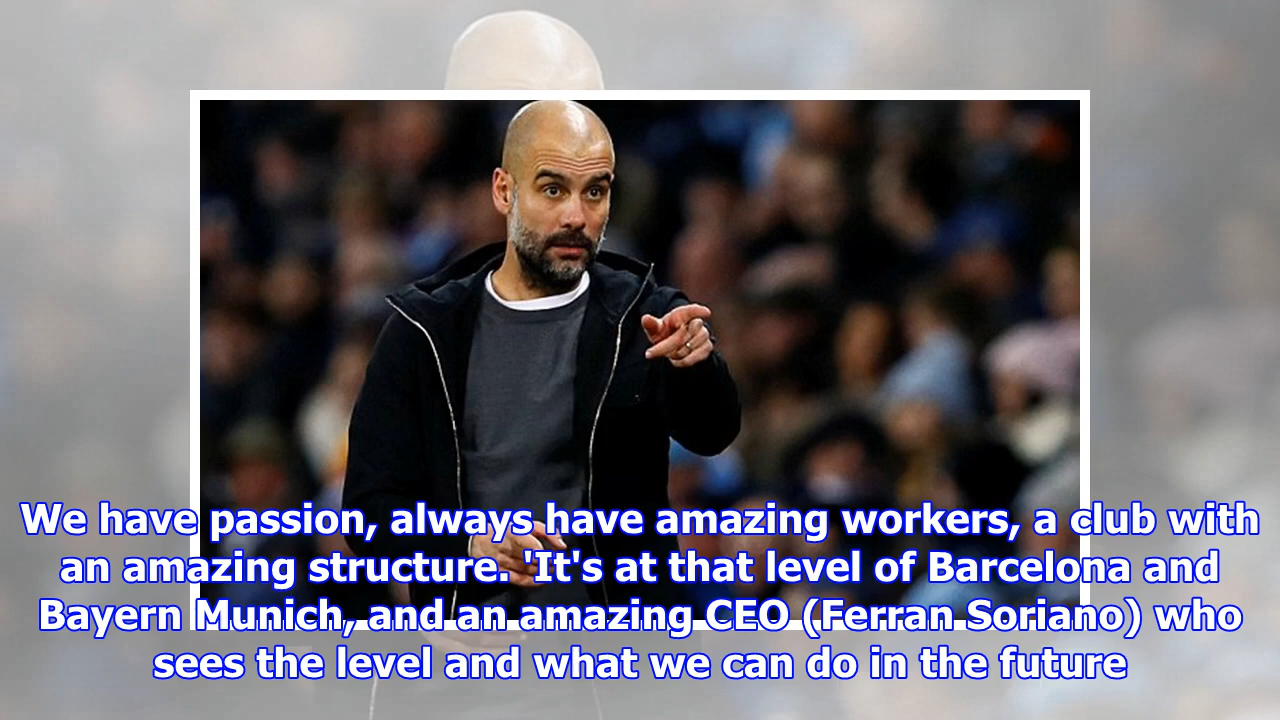 We have passion, always have amazing workers, a club with
an amazing structure. 'It's at that level of Barcelona and
Bayern Munich, and an amazing CEO (Ferran Soriano) who
sees the level and what we can do in the future